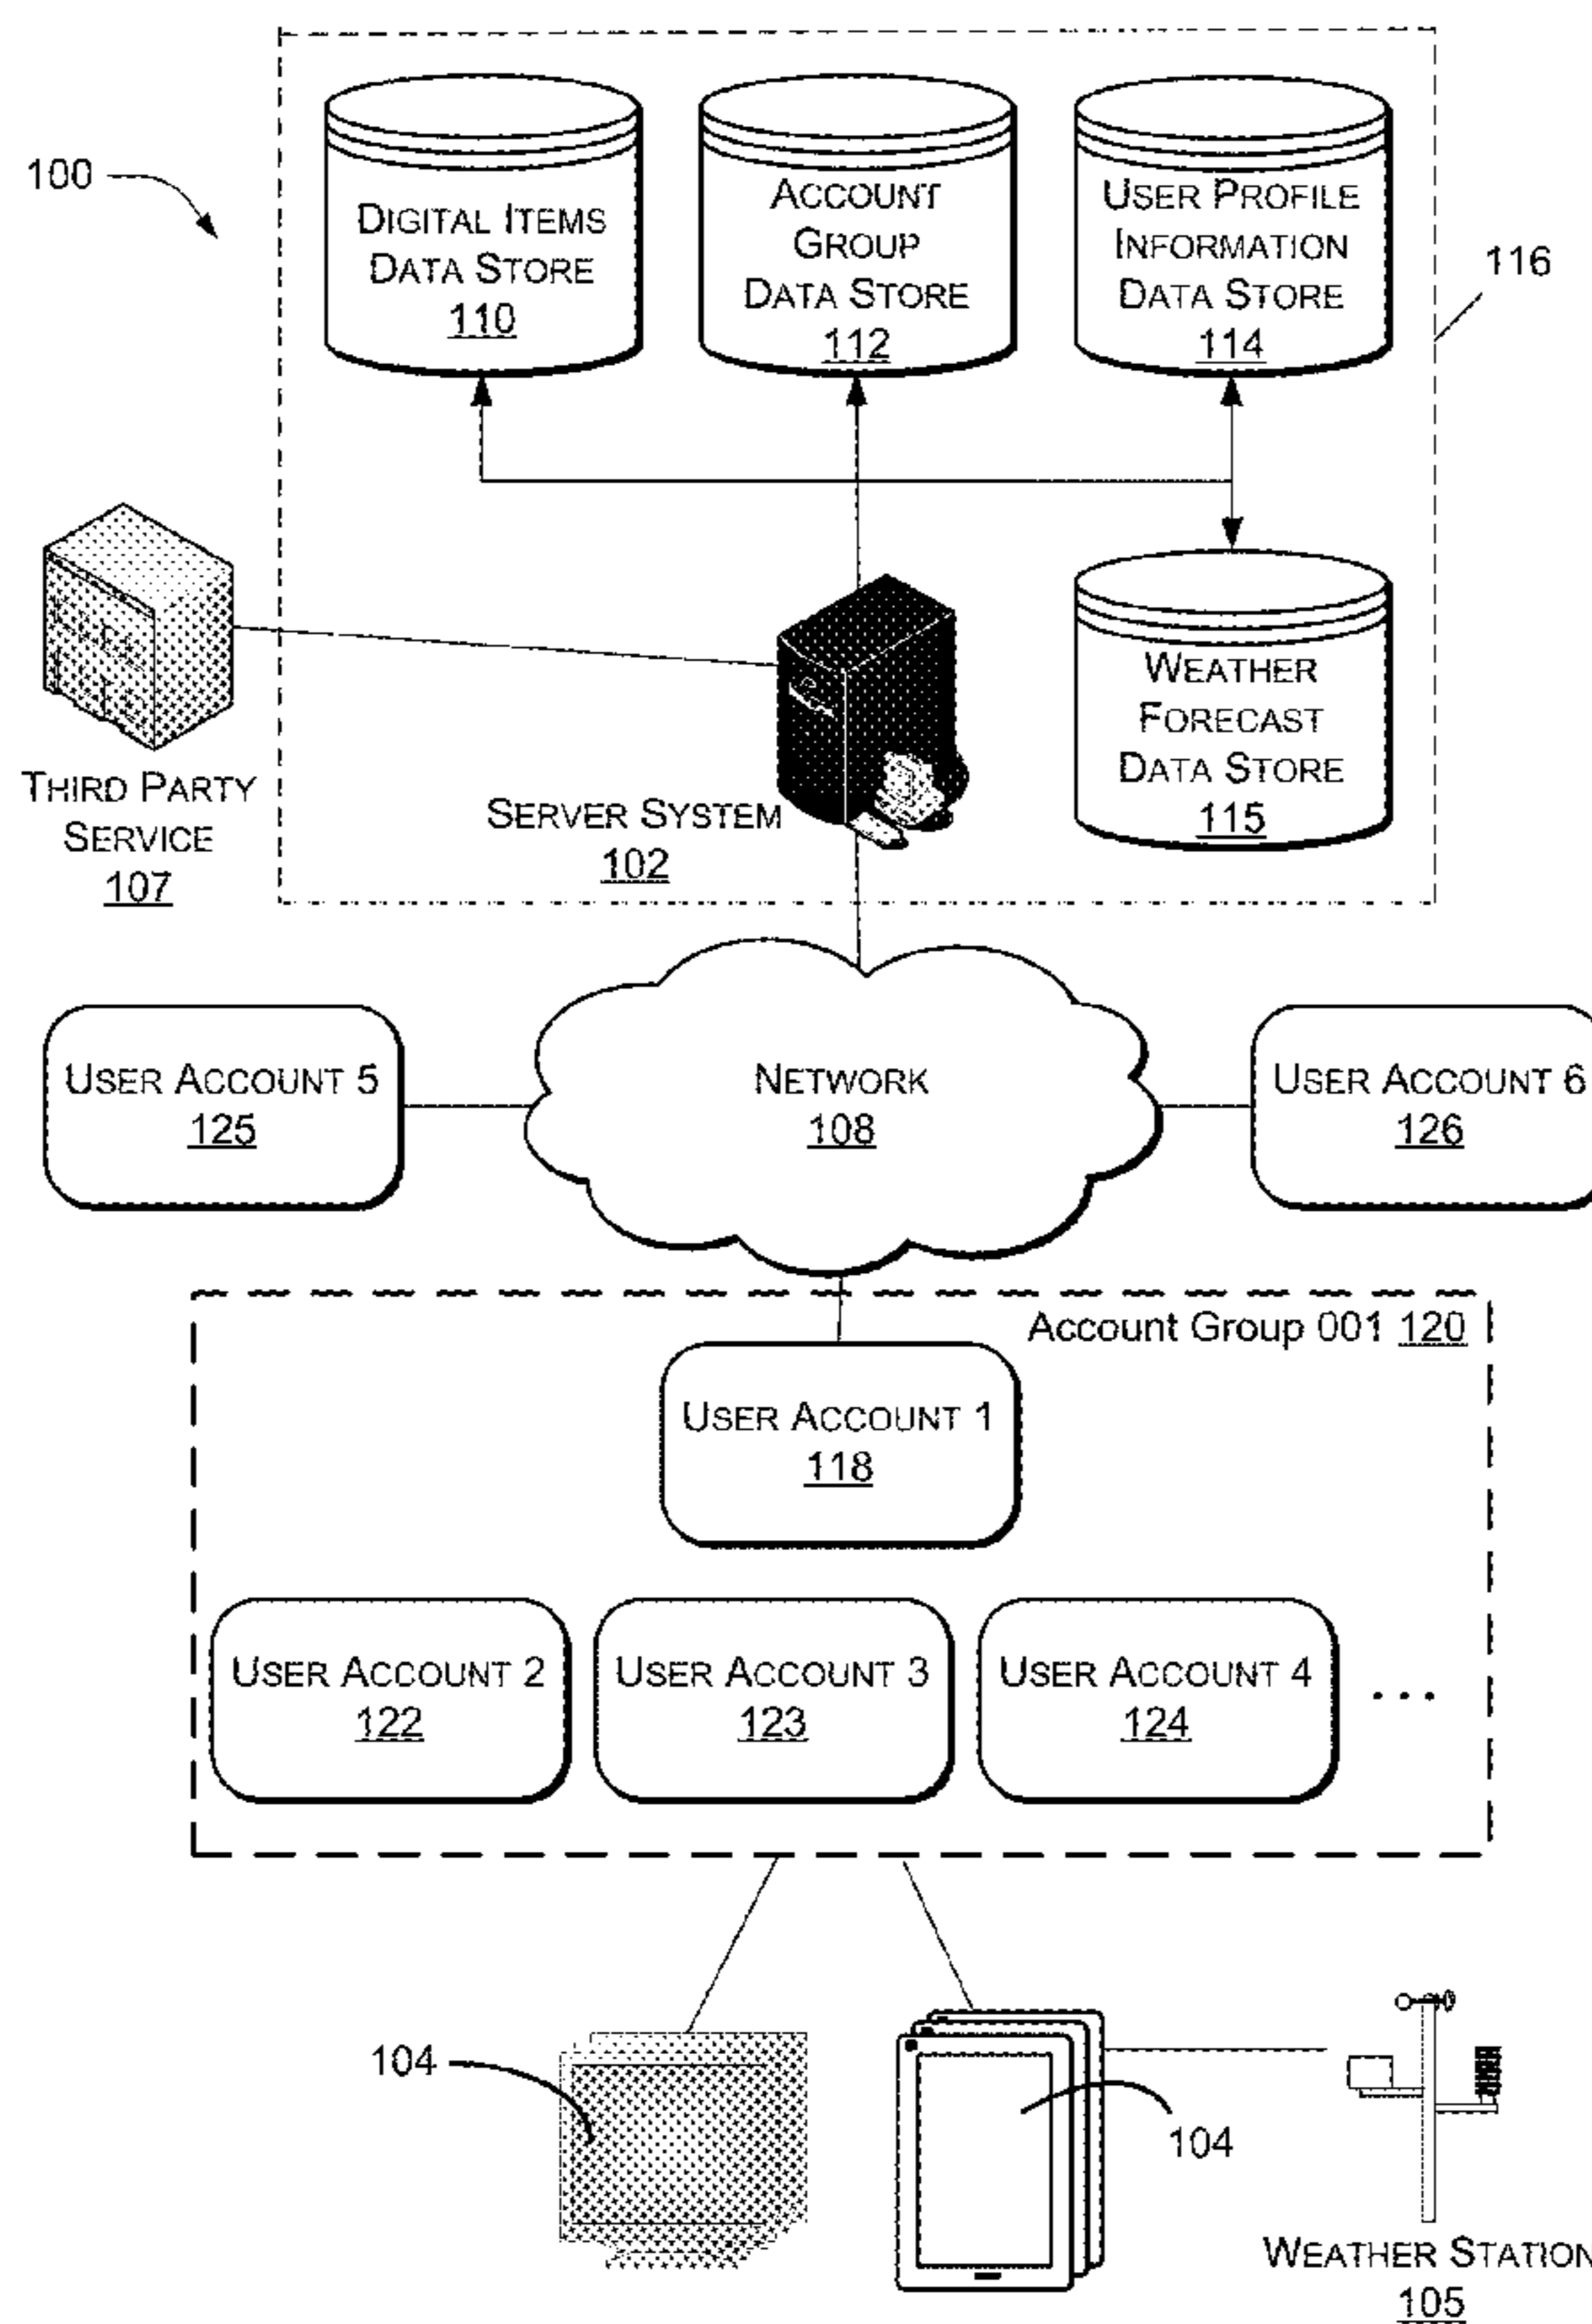 100
DIGITAL ITEMS
DATA STORE
110
ACCOUNT
GROUP
DATA STORE
112
USER PROFILE
INFORMATION
DATA STORE
114
116
THIRD PARTY
SERVICE
107
SERVER SYSTEM
102
WEATHER
FORECAST
DATA STORE
115
USER ACCOUNT 5
125
NETWORK
108
USER ACCOUNT 6
126
Account Group 001 120
USER ACCOUNT 1
118
USER ACCOUNT 2
122
USER ACCOUNT 3
123
USER ACCOUNT 4
124
...
104
104
WEATHER STATION
105